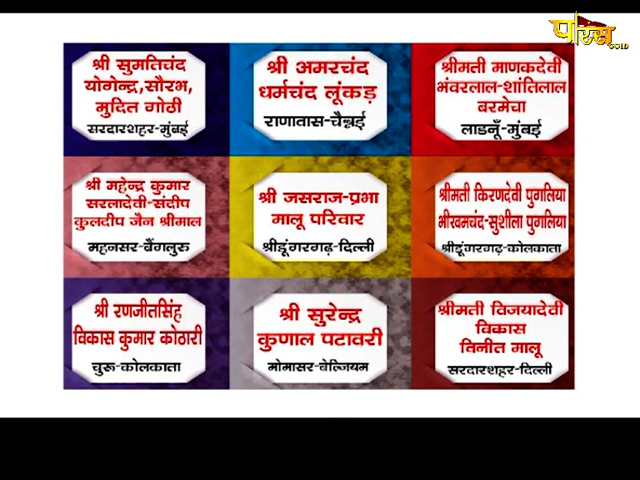 पारस
GOLD
श्री सुमतिचंद
योगेन्द्र,सौरभ,
मुदित गोठी
सरदारशहर-मुंबई
श्री अमरचंद
धर्मचंद लूंकड़
राणावास-चैन्नई
श्रीमती माणकदेवी
भंवरलाल-शांतिलाल
बरमेचा
लाडनूँ-मुंबई
श्री महेन्द्र कुमार
सरलादेवी-संदीप
कुलदीप जैन श्रीमाल
महनसर-बैंगलुरु
श्री जसराज-प्रभा
मालू परिवार
श्रीडूंगरगढ़-दिल्ली
श्रीमती किरणदेवी पुगलिया
भीखमचंद-सुशीला पुगलिया
श्रीडूंगरगढ़-कोलकाता
श्री रणजीतसिंह
विकास कुमार कोठारी
चुरू-कोलकाता
श्री सुरेन्द्र
कुणाल पटावरी
मोमासर-बेल्जियम
श्रीमती विजयादेवी
विकास
विनीत मालू
सरदारशहर-दिल्ली